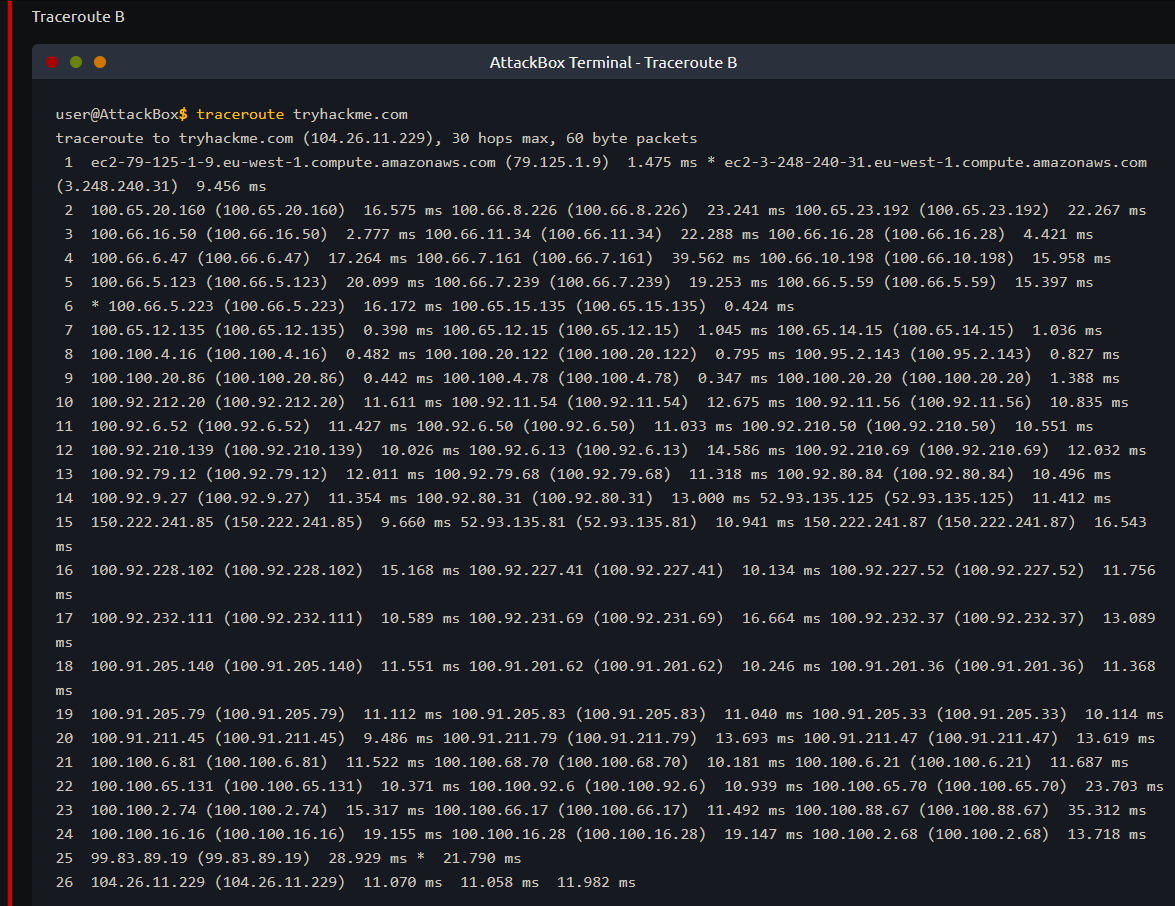 Traceroute B
AttackBox Terminal - Traceroute B
user@AttackBox$ traceroute tryhackme.com
traceroute to tryhackme.com (104.26.11.229), 30 hops max, 60 byte packets
 1  ec2-79-125-1-9.eu-west-1.compute.amazonaws.com (79.125.1.9)  1.475 ms * ec2-3-248-240-31.eu-west-1.compute.amazonaws.com
(3.248.240.31)  9.456 ms
 2  100.65.20.160 (100.65.20.160)  16.575 ms 100.66.8.226 (100.66.8.226)  23.241 ms 100.65.23.192 (100.65.23.192)  22.267 ms
 3  100.66.16.50 (100.66.16.50)  2.777 ms 100.66.11.34 (100.66.11.34)  22.288 ms 100.66.16.28 (100.66.16.28)  4.421 ms
 4  100.66.6.47 (100.66.6.47)  17.264 ms 100.66.7.161 (100.66.7.161)  39.562 ms 100.66.10.198 (100.66.10.198)  15.958 ms
 5  100.66.5.123 (100.66.5.123)  20.099 ms 100.66.7.239 (100.66.7.239)  19.253 ms 100.66.5.59 (100.66.5.59)  15.397 ms
 6  * 100.66.5.223 (100.66.5.223)  16.172 ms 100.65.15.135 (100.65.15.135)  0.424 ms
 7  100.65.12.135 (100.65.12.135)  0.390 ms 100.65.12.15 (100.65.12.15)  1.045 ms 100.65.14.15 (100.65.14.15)  1.036 ms
 8  100.100.4.16 (100.100.4.16)  0.482 ms 100.100.20.122 (100.100.20.122)  0.795 ms 100.95.2.143 (100.95.2.143)  0.827 ms
 9  100.100.20.86 (100.100.20.86)  0.442 ms 100.100.4.78 (100.100.4.78)  0.347 ms 100.100.20.20 (100.100.20.20)  1.388 ms
10  100.92.212.20 (100.92.212.20)  11.611 ms 100.92.11.54 (100.92.11.54)  12.675 ms 100.92.11.56 (100.92.11.56)  10.835 ms
11  100.92.6.52 (100.92.6.52)  11.427 ms 100.92.6.50 (100.92.6.50)  11.033 ms 100.92.210.50 (100.92.210.50)  10.551 ms
12  100.92.210.139 (100.92.210.139)  10.026 ms 100.92.6.13 (100.92.6.13)  14.586 ms 100.92.210.69 (100.92.210.69)  12.032 ms
13  100.92.79.12 (100.92.79.12)  12.011 ms 100.92.79.68 (100.92.79.68)  11.318 ms 100.92.80.84 (100.92.80.84)  10.496 ms
14  100.92.9.27 (100.92.9.27)  11.354 ms 100.92.80.31 (100.92.80.31)  13.000 ms 52.93.135.125 (52.93.135.125)  11.412 ms
15  150.222.241.85 (150.222.241.85)  9.660 ms 52.93.135.81 (52.93.135.81)  10.941 ms 150.222.241.87 (150.222.241.87)  16.543
ms
16  100.92.228.102 (100.92.228.102)  15.168 ms 100.92.227.41 (100.92.227.41)  10.134 ms 100.92.227.52 (100.92.227.52)  11.756
ms
17  100.92.232.111 (100.92.232.111)  10.589 ms 100.92.231.69 (100.92.231.69)  16.664 ms 100.92.232.37 (100.92.232.37)  13.089
ms
18  100.91.205.140 (100.91.205.140)  11.551 ms 100.91.201.62 (100.91.201.62)  10.246 ms 100.91.201.36 (100.91.201.36)  11.368
ms
19  100.91.205.79 (100.91.205.79)  11.112 ms 100.91.205.83 (100.91.205.83)  11.040 ms 100.91.205.33 (100.91.205.33)  10.114 ms
20  100.91.211.45 (100.91.211.45)  9.486 ms 100.91.211.79 (100.91.211.79)  13.693 ms 100.91.211.47 (100.91.211.47)  13.619 ms
21  100.100.6.81 (100.100.6.81)  11.522 ms 100.100.68.70 (100.100.68.70)  10.181 ms 100.100.6.21 (100.100.6.21)  11.687 ms
22  100.100.65.131 (100.100.65.131)  10.371 ms 100.100.92.6 (100.100.92.6)  10.939 ms 100.100.65.70 (100.100.65.70)  23.703 ms
23  100.100.2.74 (100.100.2.74)  15.317 ms 100.100.66.17 (100.100.66.17)  11.492 ms 100.100.88.67 (100.100.88.67)  35.312 ms
24  100.100.16.16 (100.100.16.16)  19.155 ms 100.100.16.28 (100.100.16.28)  19.147 ms 100.100.2.68 (100.100.2.68)  13.718 ms
25  99.83.89.19 (99.83.89.19)  28.929 ms *  21.790 ms
26  104.26.11.229 (104.26.11.229)  11.070 ms  11.058 ms  11.982 ms